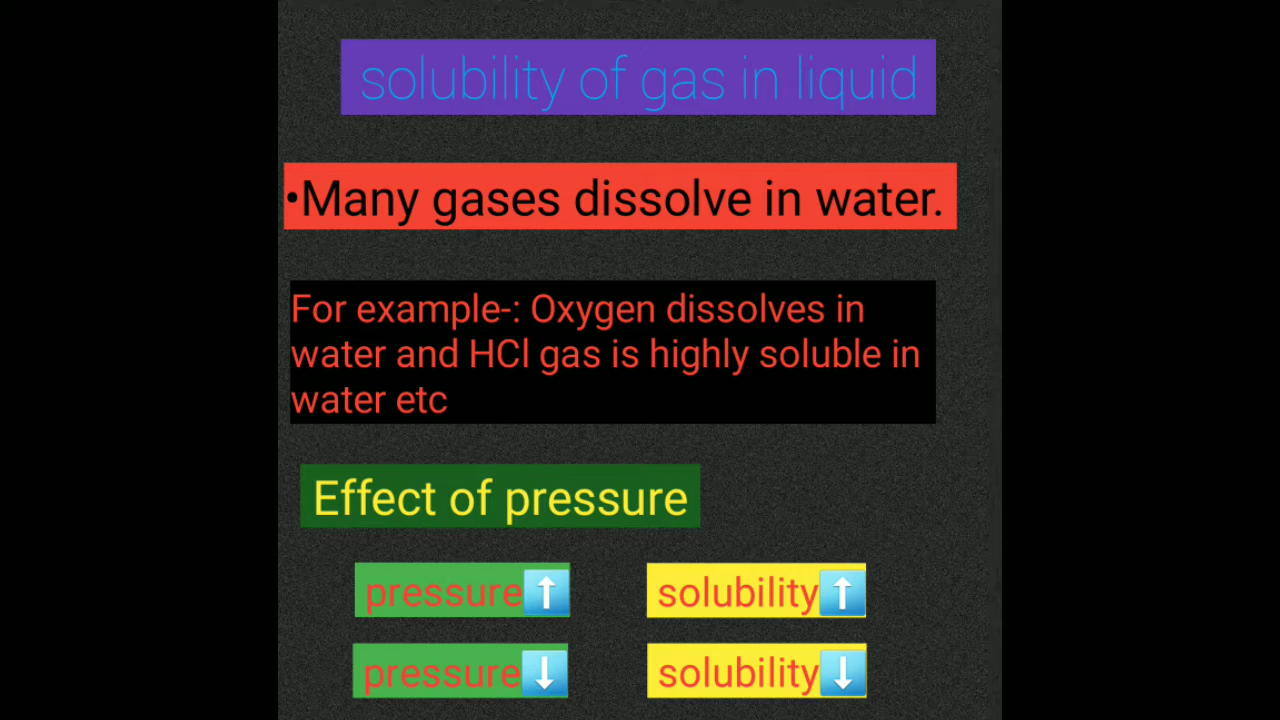 solubility of gas in liquid
•Many gases dissolve in water.
For example-: Oxygen dissolves in
water and HCl gas is highly soluble in
water etc
Effect of pressure
pressure⬆️ solubility⬆️
pressure⬇️ solubility⬇️